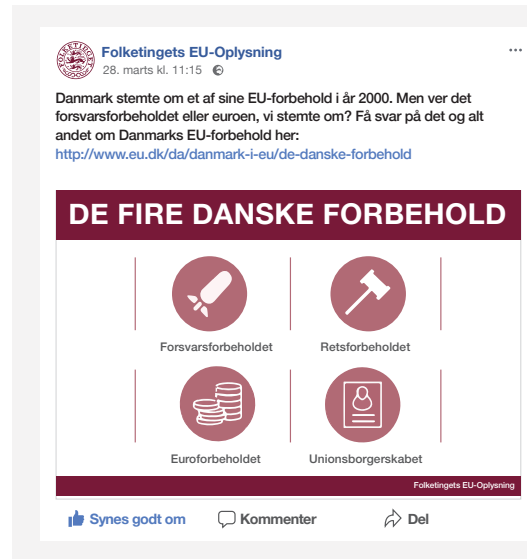 Folketingets EU-Oplysning
28. marts kl. 11:15
Danmark stemte om et af sine EU-forbehold i år 2000. Men ver det
forsvarsforbeholdet eller euroen, vi stemte om? Få svar på det og alt
andet om Danmarks EU-forbehold her:
http://www.eu.dk/da/danmark-i-eu/de-danske-forbehold
DE FIRE DANSKE FORBEHOLD
Forsvarsforbeholdet
Retsforbeholdet
Euroforbeholdet
Unionsborgerskabet
Folketingets EU-Oplysning
Synes godt om
Kommenter
Del